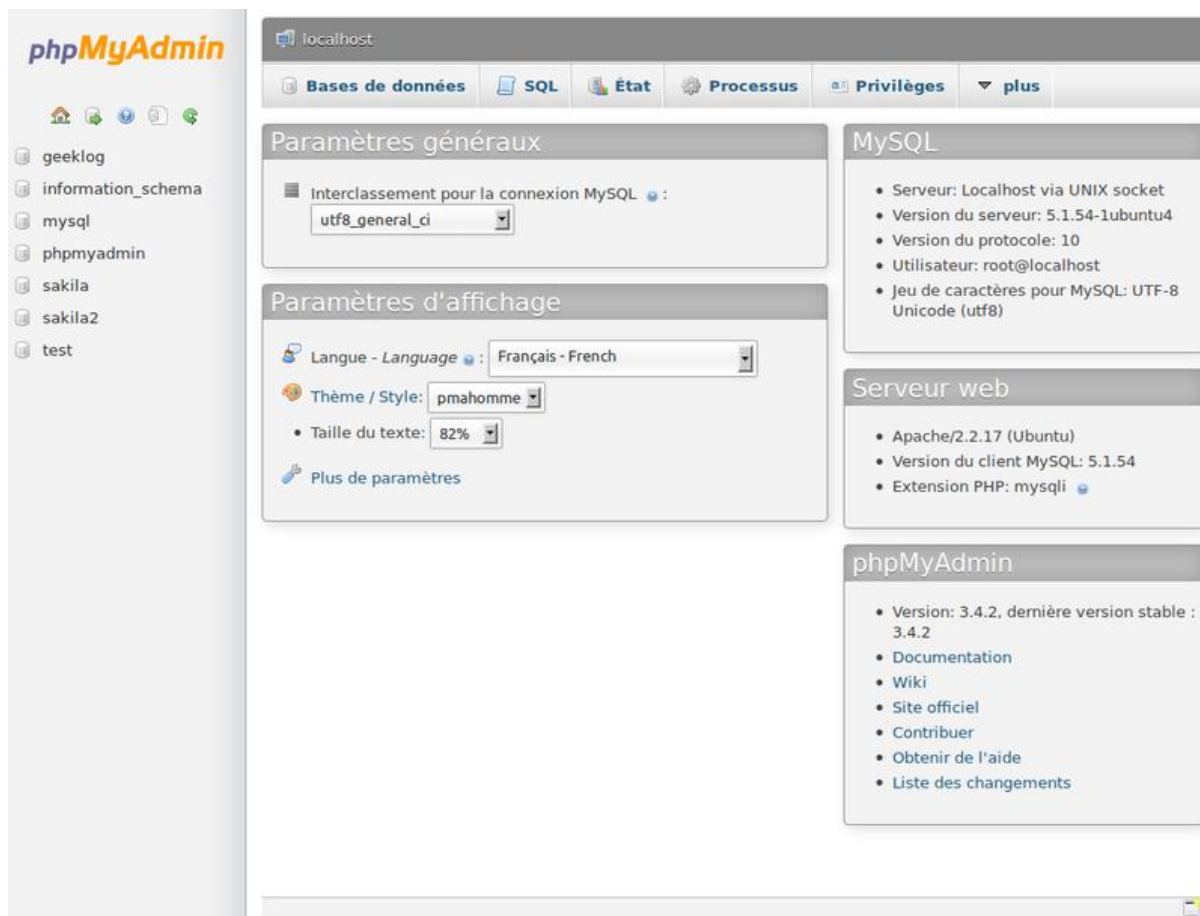 phpMyAdmin
geeklog
information_schema
mysql
phpmyadmin
sakila
sakila2
test
localhost
Bases de données
SQL
État
Processus
Privilèges
plus
Paramètres généraux
Interclassement pour la connexion MySQL :
utf8_general_ci
Paramètres d'affichage
Langue - Language : Français - French
Thème / Style: pmahomme
Taille du texte: 82%
Plus de paramètres
MySQL
Serveur: Localhost via UNIX socket
Version du serveur: 5.1.54-1ubuntu4
Version du protocole: 10
Utilisateur: root@localhost
Jeu de caractères pour MySQL: UTF-8
Unicode (utf8)
Serveur web
Apache/2.2.17 (Ubuntu)
Version du client MySQL: 5.1.54
Extension PHP: mysqli
phpMyAdmin
Version: 3.4.2, dernière version stable :
3.4.2
Documentation
Wiki
Site officiel
Contribuer
Obtenir de l'aide
Liste des changements